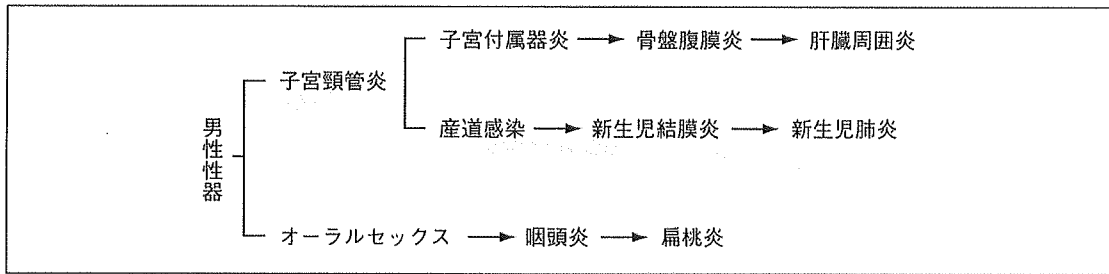 子宮付属器炎 → 骨盤腹膜炎 → 肝臓周囲炎
子宮頸管炎
産道感染 → 新生児結膜炎 → 新生児肺炎
男性性器
オーラルセックス → 咽頭炎 → 扁桃炎